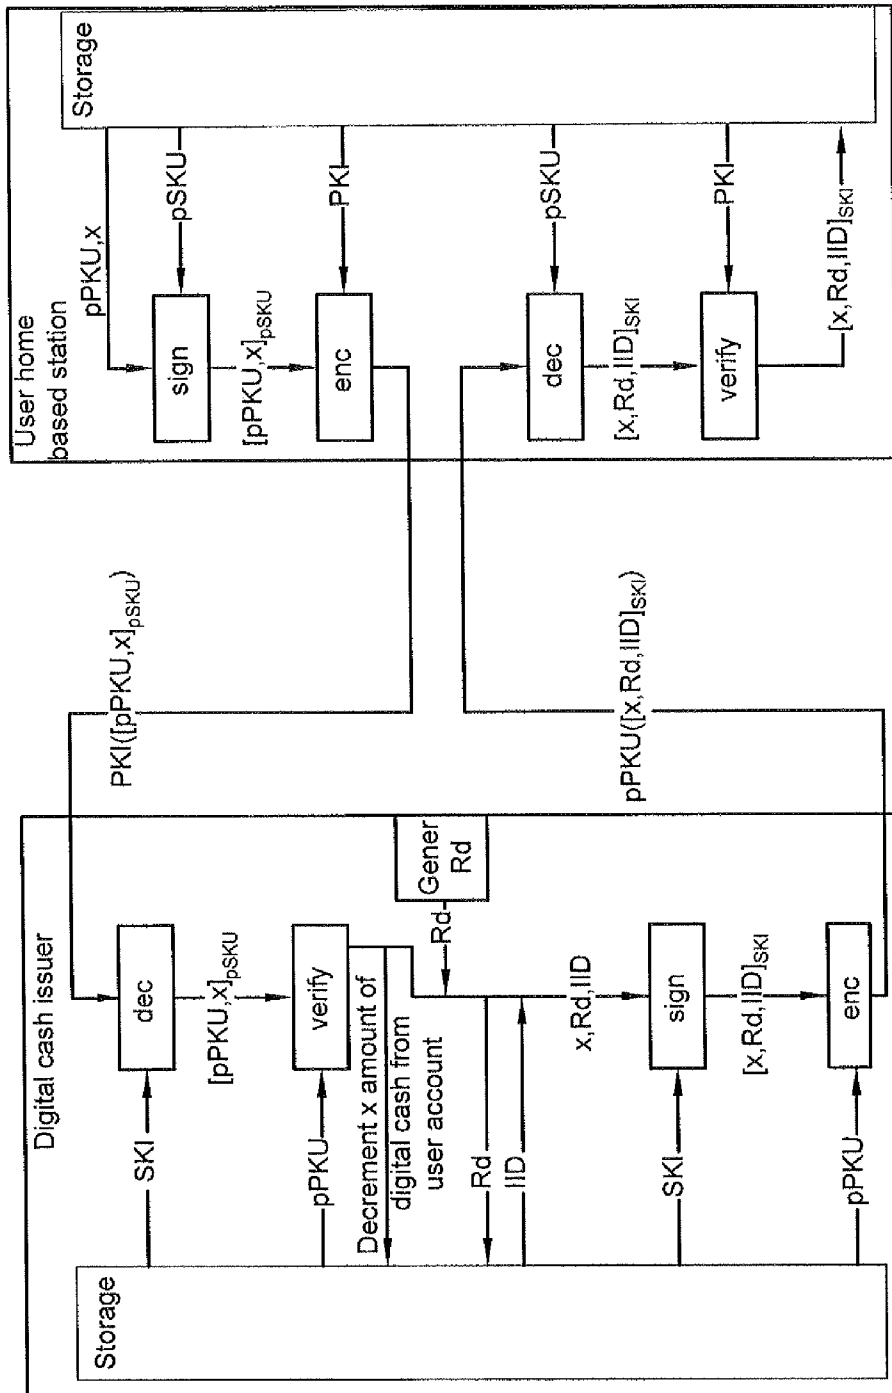 Digital cash issuer
Storage
SKI
dec
[pPKU,x]pSKU
pPKU
verify
Decrement x amount of
digital cash from
user account
Gener
Rd
Rd
Rd
IID
x,Rd,IID
SKI
sign
[x,Rd,IID]SKI
pPKU
enc
PKI([pPKU,x]pSKU)
pPKU([x,Rd,IID]SKI)
User home
based station
Storage
pPKU,x
pSKU
sign
[pPKU,x]pSKU
PKI
enc
pSKU
dec
[x,Rd,IID]SKI
PKI
verify
[x,Rd,IID]SKI